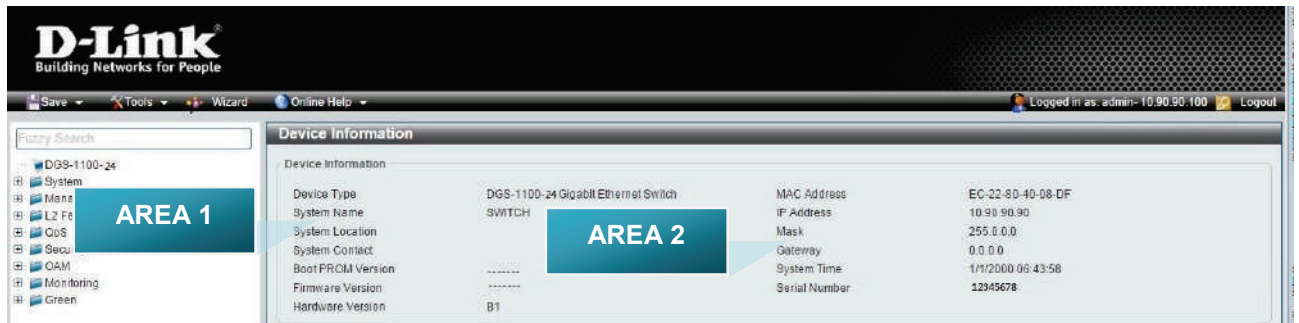 D-Link®
Building Networks for People
Save Tools Wizard Online Help Logged in as: admin- 10.90.90.100 Logout
Fuzzy Search
DGS-1100-24
System
L2 Fe
QoS
Secu
OAM
Monitoring
Green
AREA 1
Device Information
Device Information
Device Type DGS-1100-24 Gigabit Ethernet Switch MAC Address EC-22-80-40-08-DF
System Name SWITCH IP Address 10.90.90.90
System Location Mask 255.0.0.0
AREA 2
System Contact Gateway 0.0.0.0
Boot PROM Version ------- System Time 1/1/2000 06:43:58
Firmware Version ------- Serial Number 12345678
Hardware Version B1